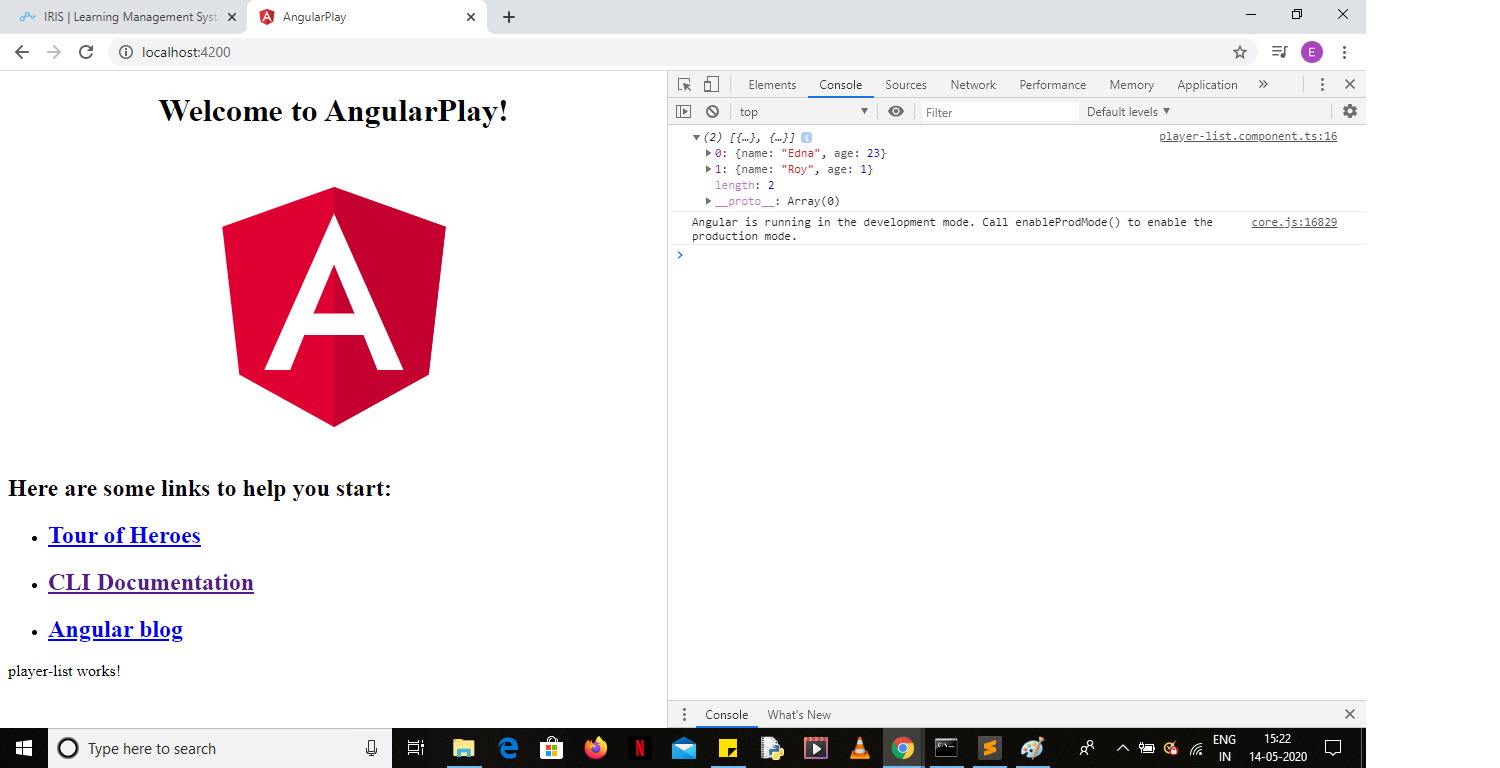 IRIS | Learning Management Syst
AngularPlay
localhost:4200
E
Welcome to AngularPlay!
Here are some links to help you start:
Tour of Heroes
CLI Documentation
Angular blog
player-list works!
Elements Console Sources Network Performance Memory Application
top Filter Default levels
(2) [{…}, {…}] player-list.component.ts:16
0: {name: "Edna", age: 23}
1: {name: "Roy", age: 1}
length: 2
__proto__: Array(0)
Angular is running in the development mode. Call enableProdMode() to enable the core.js:16829
production mode.
Console What's New
Type here to search
ENG
IN
15:22
14-05-2020